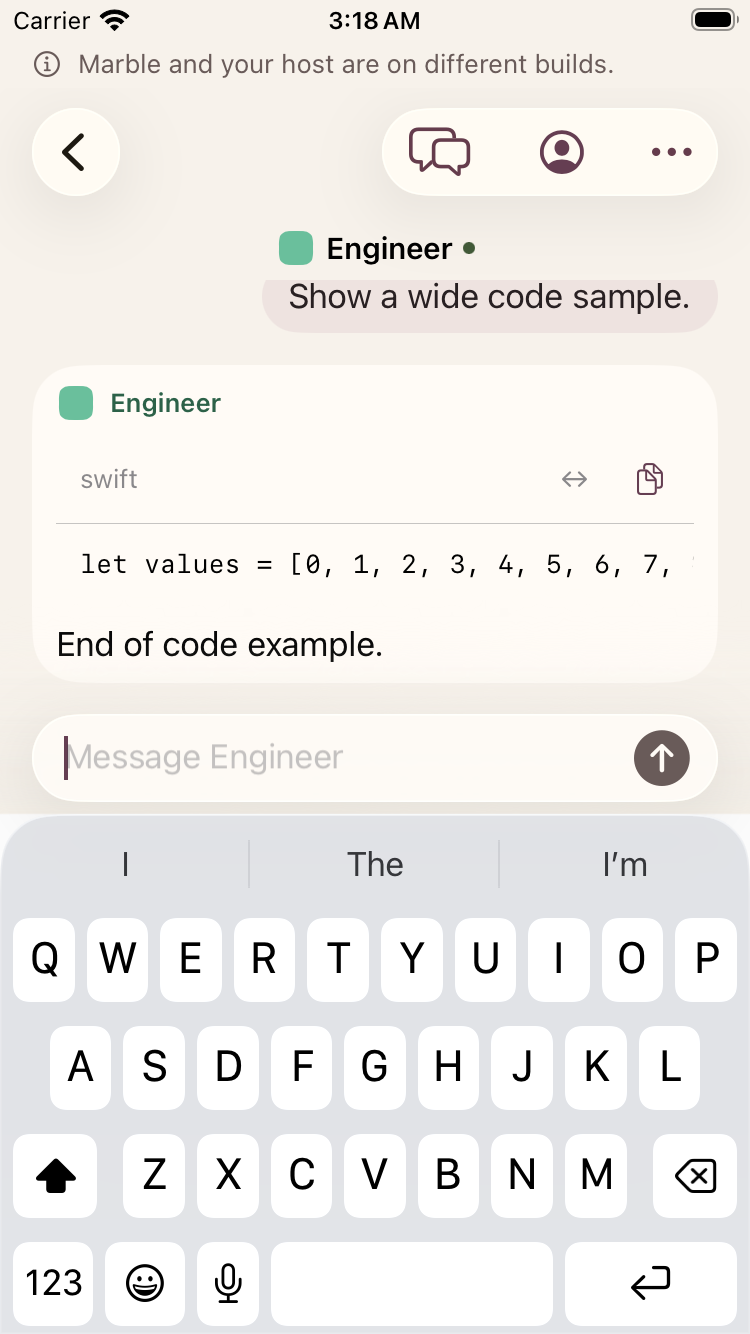 Carrier 3:18 AM
Marble and your host are on different builds.
Engineer
Show a wide code sample.
Engineer
swift
let values = [0, 1, 2, 3, 4, 5, 6, 7,
End of code example.
Message Engineer
I The I’m
Q W E R T Y U I O P
A S D F G H J K L
Z X C V B N M
123